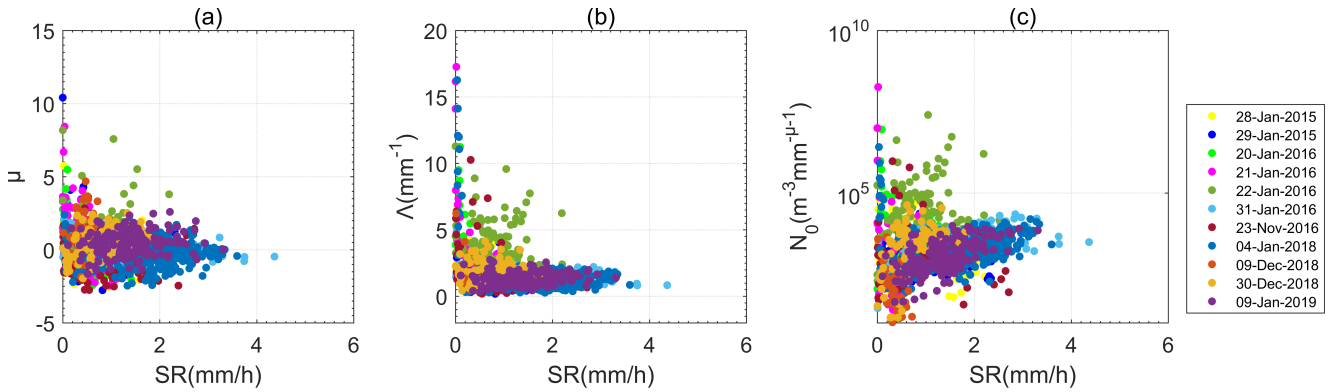 (a)
15
10
5
0
-5
μ
0 2 4 6
SR(mm/h)
(b)
20
15
10
5
0
Λ(mm⁻¹)
0 2 4 6
SR(mm/h)
(c)
10¹⁰
10⁵
N₀(m⁻³mm⁻μ⁻¹)
0 2 4 6
SR(mm/h)
28-Jan-2015
29-Jan-2015
20-Jan-2016
21-Jan-2016
22-Jan-2016
31-Jan-2016
23-Nov-2016
04-Jan-2018
09-Dec-2018
30-Dec-2018
09-Jan-2019